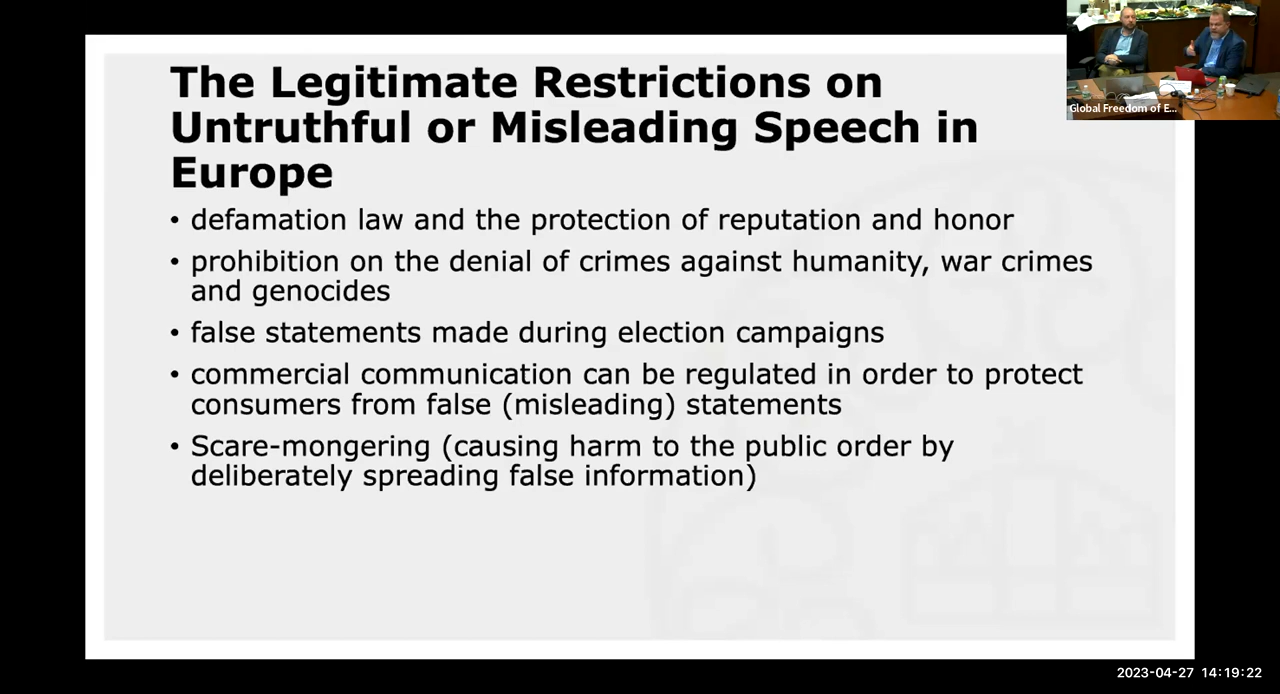 The Legitimate Restrictions on
Untruthful or Misleading Speech in
Europe
• defamation law and the protection of reputation and honor
• prohibition on the denial of crimes against humanity, war crimes
and genocides
• false statements made during election campaigns
• commercial communication can be regulated in order to protect
consumers from false (misleading) statements
• Scare-mongering (causing harm to the public order by
deliberately spreading false information)
Global Freedom of E...
2023-04-27 14:19:22